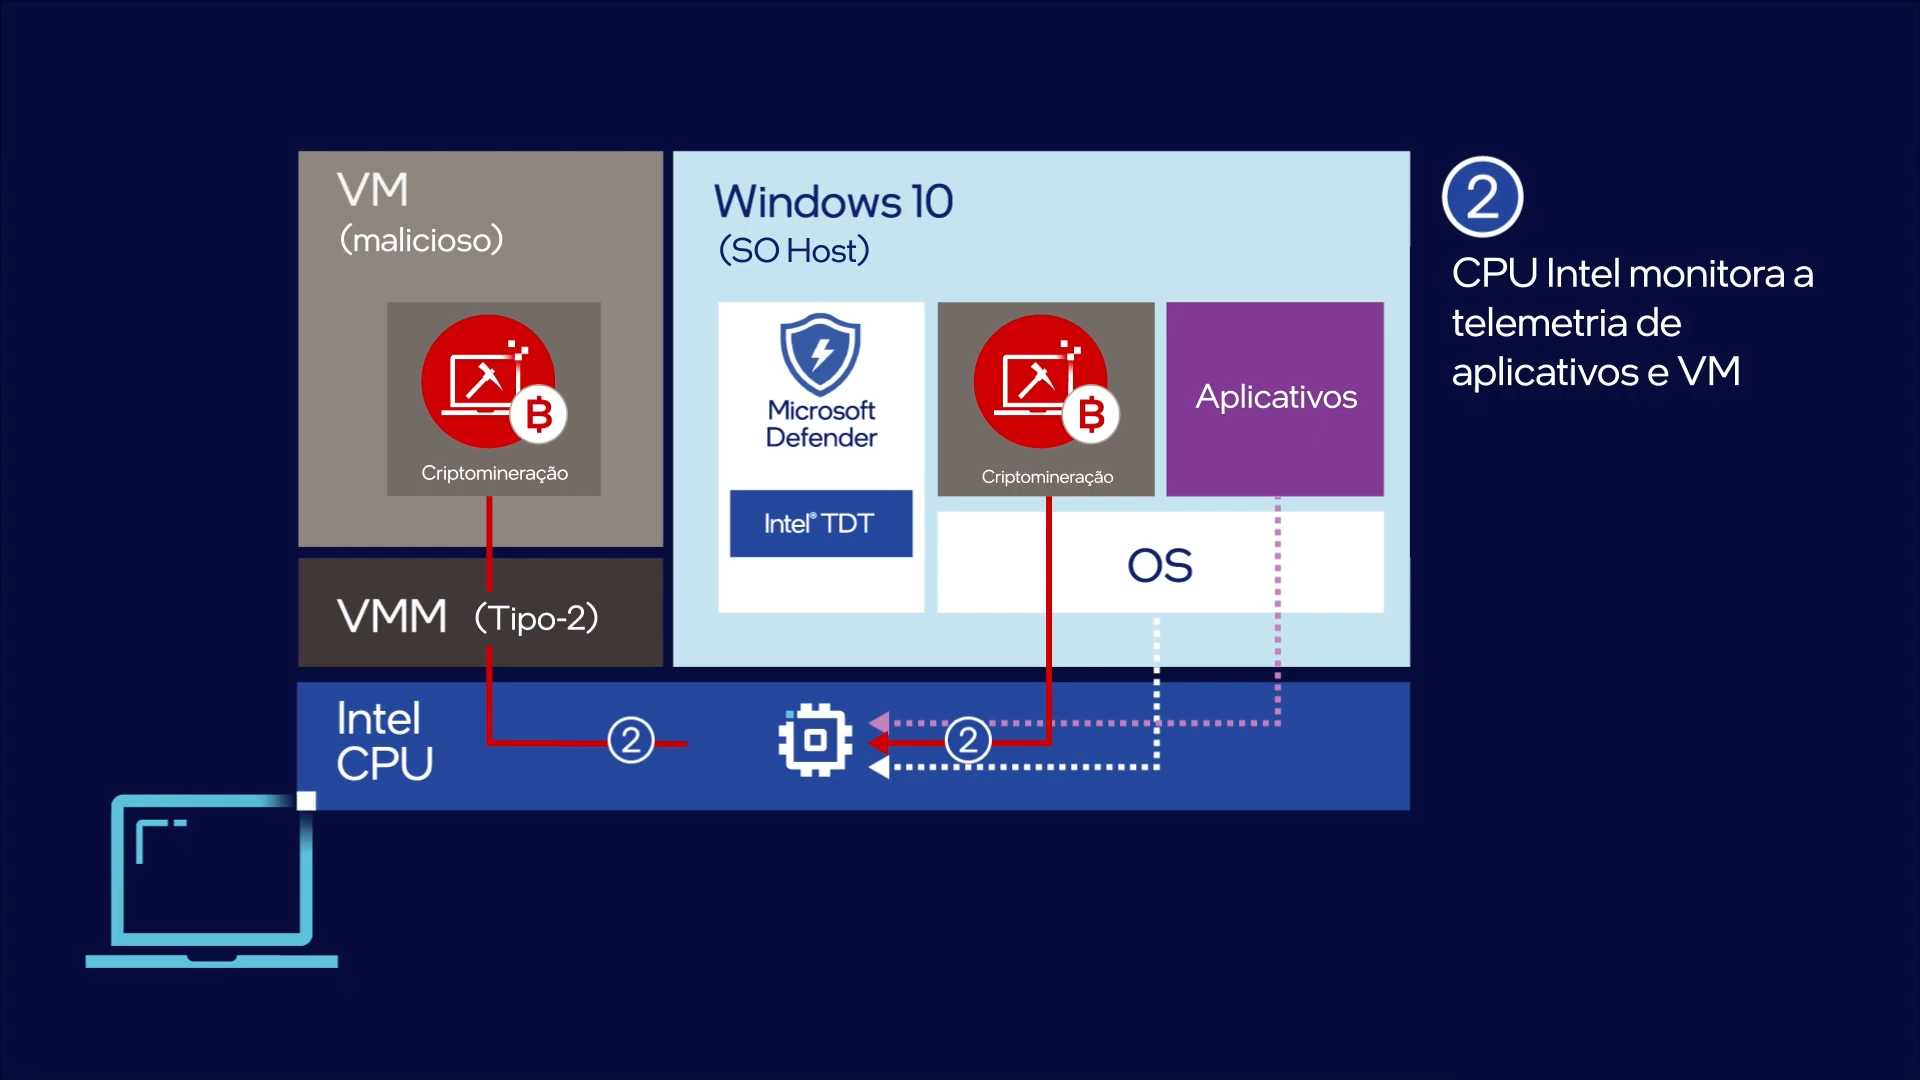 VM
(malicioso)
Criptomineração
VMM (Tipo-2)
Windows 10
(SO Host)
Microsoft
Defender
Intel® TDT
Criptomineração
Aplicativos
OS
Intel
CPU
2
2
2
CPU Intel monitora a
telemetria de
aplicativos e VM